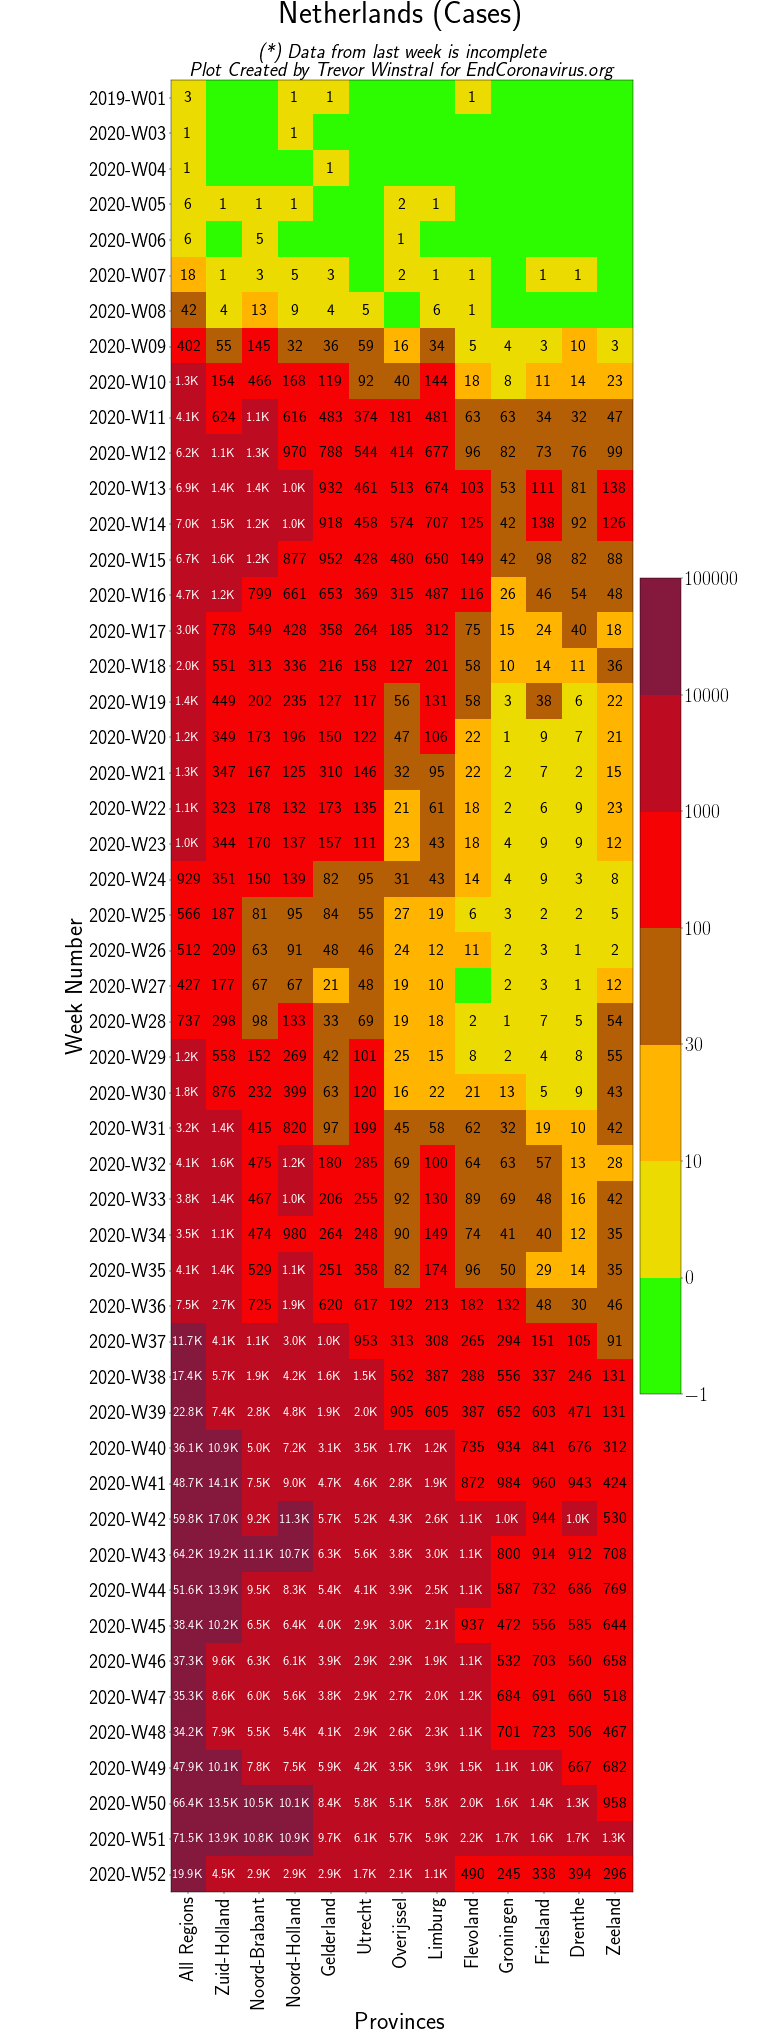 Netherlands (Cases)
(*) Data from last week is incomplete
Plot Created by Trevor Winstral for EndCoronavirus.org
2019-W01 3 1 1 1
2020-W03 1 1
2020-W04 1 1
2020-W05 6 1 1 1 2 1
2020-W06 6 5 1
2020-W07 18 1 3 5 3 2 1 1 1 1
2020-W08 42 4 13 9 4 5 6 1
2020-W09 402 55 145 32 36 59 16 34 5 4 3 10 3
2020-W10 1.3K 154 466 168 119 92 40 144 18 8 11 14 23
2020-W11 4.1K 624 1.1K 616 483 374 181 481 63 63 34 32 47
2020-W12 6.2K 1.1K 1.3K 970 788 544 414 677 96 82 73 76 99
2020-W13 6.9K 1.4K 1.4K 1.0K 932 461 513 674 103 53 111 81 138
2020-W14 7.0K 1.5K 1.2K 1.0K 918 458 574 707 125 42 138 92 126
2020-W15 6.7K 1.6K 1.2K 877 952 428 480 650 149 42 98 82 88
2020-W16 4.7K 1.2K 799 661 653 369 315 487 116 26 46 54 48
2020-W17 3.0K 778 549 428 358 264 185 312 75 15 24 40 18
2020-W18 2.0K 551 313 336 216 158 127 201 58 10 14 11 36
2020-W19 1.4K 449 202 235 127 117 56 131 58 3 38 6 22
2020-W20 1.2K 349 173 196 150 122 47 106 22 1 9 7 21
2020-W21 1.3K 347 167 125 310 146 32 95 22 2 7 2 15
2020-W22 1.1K 323 178 132 173 135 21 61 18 2 6 9 23
2020-W23 1.0K 344 170 137 157 111 23 43 18 4 9 9 12
2020-W24 929 351 150 139 82 95 31 43 14 4 9 3 8
2020-W25 566 187 81 95 84 55 27 19 6 3 2 2 5
2020-W26 512 209 63 91 48 46 24 12 11 2 3 1 2
2020-W27 427 177 67 67 21 48 19 10 2 3 1 12
2020-W28 737 298 98 133 33 69 19 18 2 1 7 5 54
2020-W29 1.2K 558 152 269 42 101 25 15 8 2 4 8 55
2020-W30 1.8K 876 232 399 63 120 16 22 21 13 5 9 43
2020-W31 3.2K 1.4K 415 820 97 199 45 58 62 32 19 10 42
2020-W32 4.1K 1.6K 475 1.2K 180 285 69 100 64 63 57 13 28
2020-W33 3.8K 1.4K 467 1.0K 206 255 92 130 89 69 48 16 42
2020-W34 3.5K 1.1K 474 980 264 248 90 149 74 41 40 12 35
2020-W35 4.1K 1.4K 529 1.1K 251 358 82 174 96 50 29 14 35
2020-W36 7.5K 2.7K 725 1.9K 620 617 192 213 182 132 48 30 46
2020-W37 11.7K 4.1K 1.1K 3.0K 1.0K 953 313 308 265 294 151 105 91
2020-W38 17.4K 5.7K 1.9K 4.2K 1.6K 1.5K 562 387 288 556 337 246 131
2020-W39 22.8K 7.4K 2.8K 4.8K 1.9K 2.0K 905 605 387 652 603 471 131
2020-W40 36.1K 10.9K 5.0K 7.2K 3.1K 3.5K 1.7K 1.2K 735 934 841 676 312
2020-W41 48.7K 14.1K 7.5K 9.0K 4.7K 4.6K 2.8K 1.9K 872 984 960 943 424
2020-W42 59.8K 17.0K 9.2K 11.3K 5.7K 5.2K 4.3K 2.6K 1.1K 1.0K 944 1.0K 530
2020-W43 64.2K 19.2K 11.1K 10.7K 6.3K 5.6K 3.8K 3.0K 1.1K 800 914 912 708
2020-W44 51.6K 13.9K 9.5K 8.3K 5.4K 4.1K 3.9K 2.5K 1.1K 587 732 686 769
2020-W45 38.4K 10.2K 6.5K 6.4K 4.0K 2.9K 3.0K 2.1K 937 472 556 585 644
2020-W46 37.3K 9.6K 6.3K 6.1K 3.9K 2.9K 2.9K 1.9K 1.1K 532 703 560 658
2020-W47 35.3K 8.6K 6.0K 5.6K 3.8K 2.9K 2.7K 2.0K 1.2K 684 691 660 518
2020-W48 34.2K 7.9K 5.5K 5.4K 4.1K 2.9K 2.6K 2.3K 1.1K 701 723 506 467
2020-W49 47.9K 10.1K 7.8K 7.5K 5.9K 4.2K 3.5K 3.9K 1.5K 1.1K 1.0K 667 682
2020-W50 66.4K 13.5K 10.5K 10.1K 8.4K 5.8K 5.1K 5.8K 2.0K 1.6K 1.4K 1.3K 958
2020-W51 71.5K 13.9K 10.8K 10.9K 9.7K 6.1K 5.7K 5.9K 2.2K 1.7K 1.6K 1.7K 1.3K
2020-W52 19.9K 4.5K 2.9K 2.9K 2.9K 1.7K 2.1K 1.1K 490 245 338 394 296
All Regions
Zuid-Holland
Noord-Brabant
Noord-Holland
Gelderland
Utrecht
Overijssel
Limburg
Flevoland
Groningen
Friesland
Drenthe
Zeeland
Provinces
Week Number
100000
10000
1000
100
30
10
0
−1